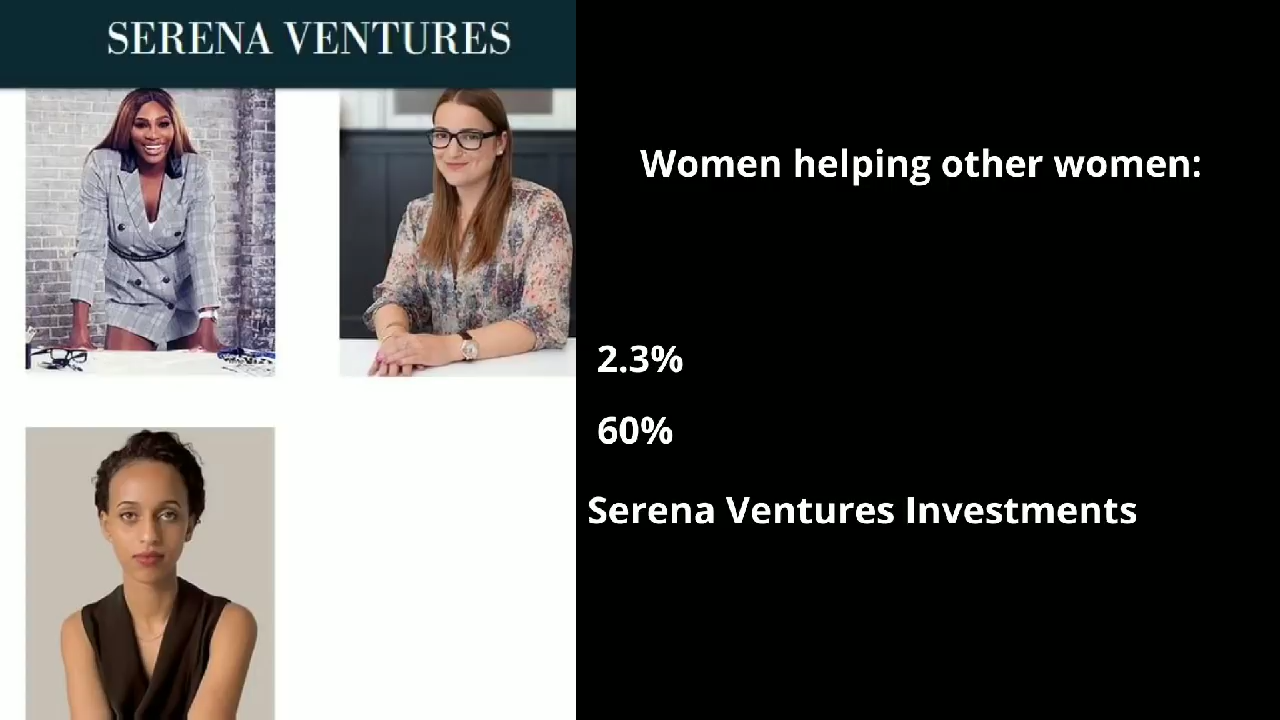 SERENA VENTURES
Women helping other women:
2.3%
60%
Serena Ventures Investments